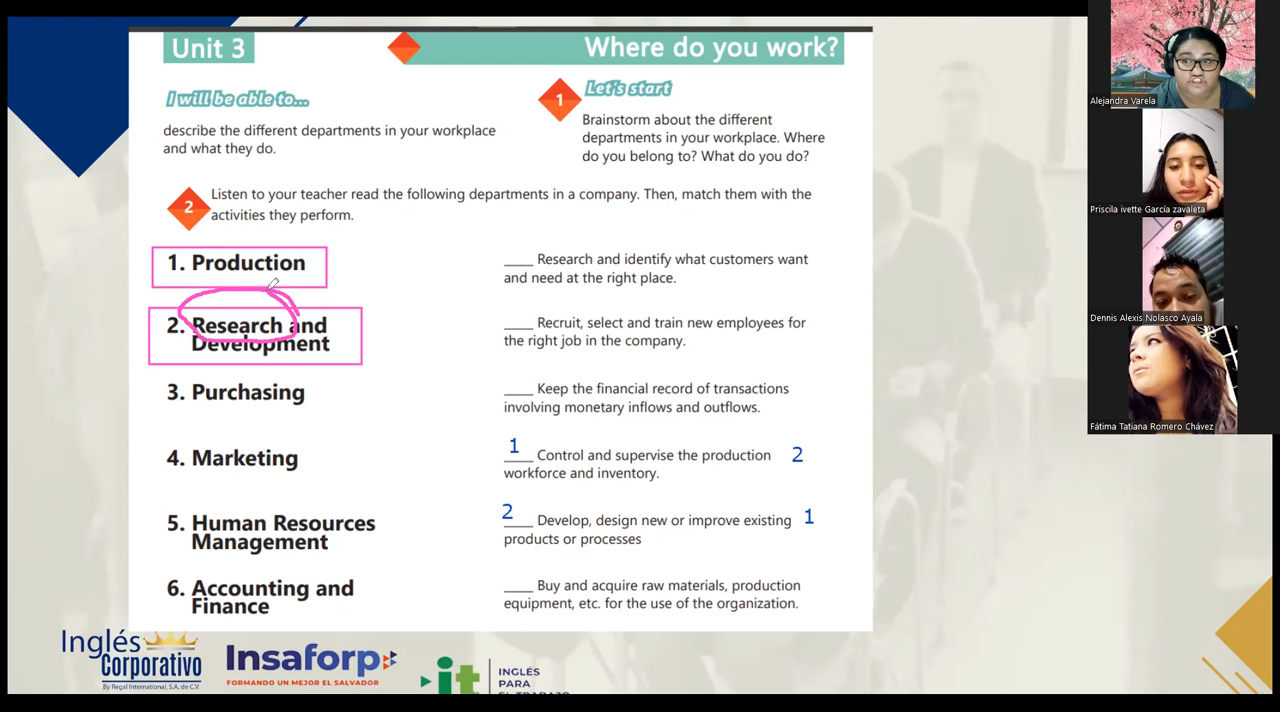 Unit 3
Where do you work?
I will be able to...
describe the different departments in your workplace
and what they do.
1
Let's start
Brainstorm about the different
departments in your workplace. Where
do you belong to? What do you do?
2
Listen to your teacher read the following departments in a company. Then, match them with the
activities they perform.
1. Production
2. Research and
Development
3. Purchasing
4. Marketing
5. Human Resources
Management
6. Accounting and
Finance
____ Research and identify what customers want
and need at the right place.
____ Recruit, select and train new employees for
the right job in the company.
____ Keep the financial record of transactions
involving monetary inflows and outflows.
1
____ Control and supervise the production 2
workforce and inventory.
2
____ Develop, design new or improve existing 1
products or processes
____ Buy and acquire raw materials, production
equipment, etc. for the use of the organization.
Inglés
Corporativo
By Regal International, S.A. de C.V.
Insaforp
FORMANDO UN MEJOR EL SALVADOR
it
INGLÉS
PARA
EL TRABAJO
Alejandra Varela
Priscila ivette García zavaleta
Dennis Alexis Nolasco Ayala
Fátima Tatiana Romero Chávez